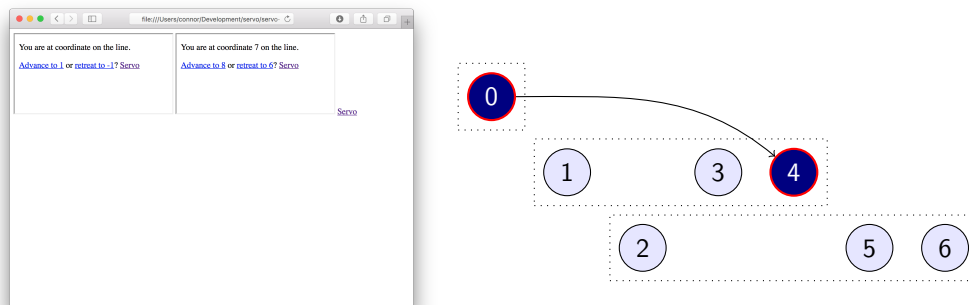 file:///Users/connor/Development/servo/servo-
You are at coordinate on the line.
Advance to 1 or retreat to -1? Servo
You are at coordinate 7 on the line.
Advance to 8 or retreat to 6? Servo
Servo
0
1
3
4
2
5
6